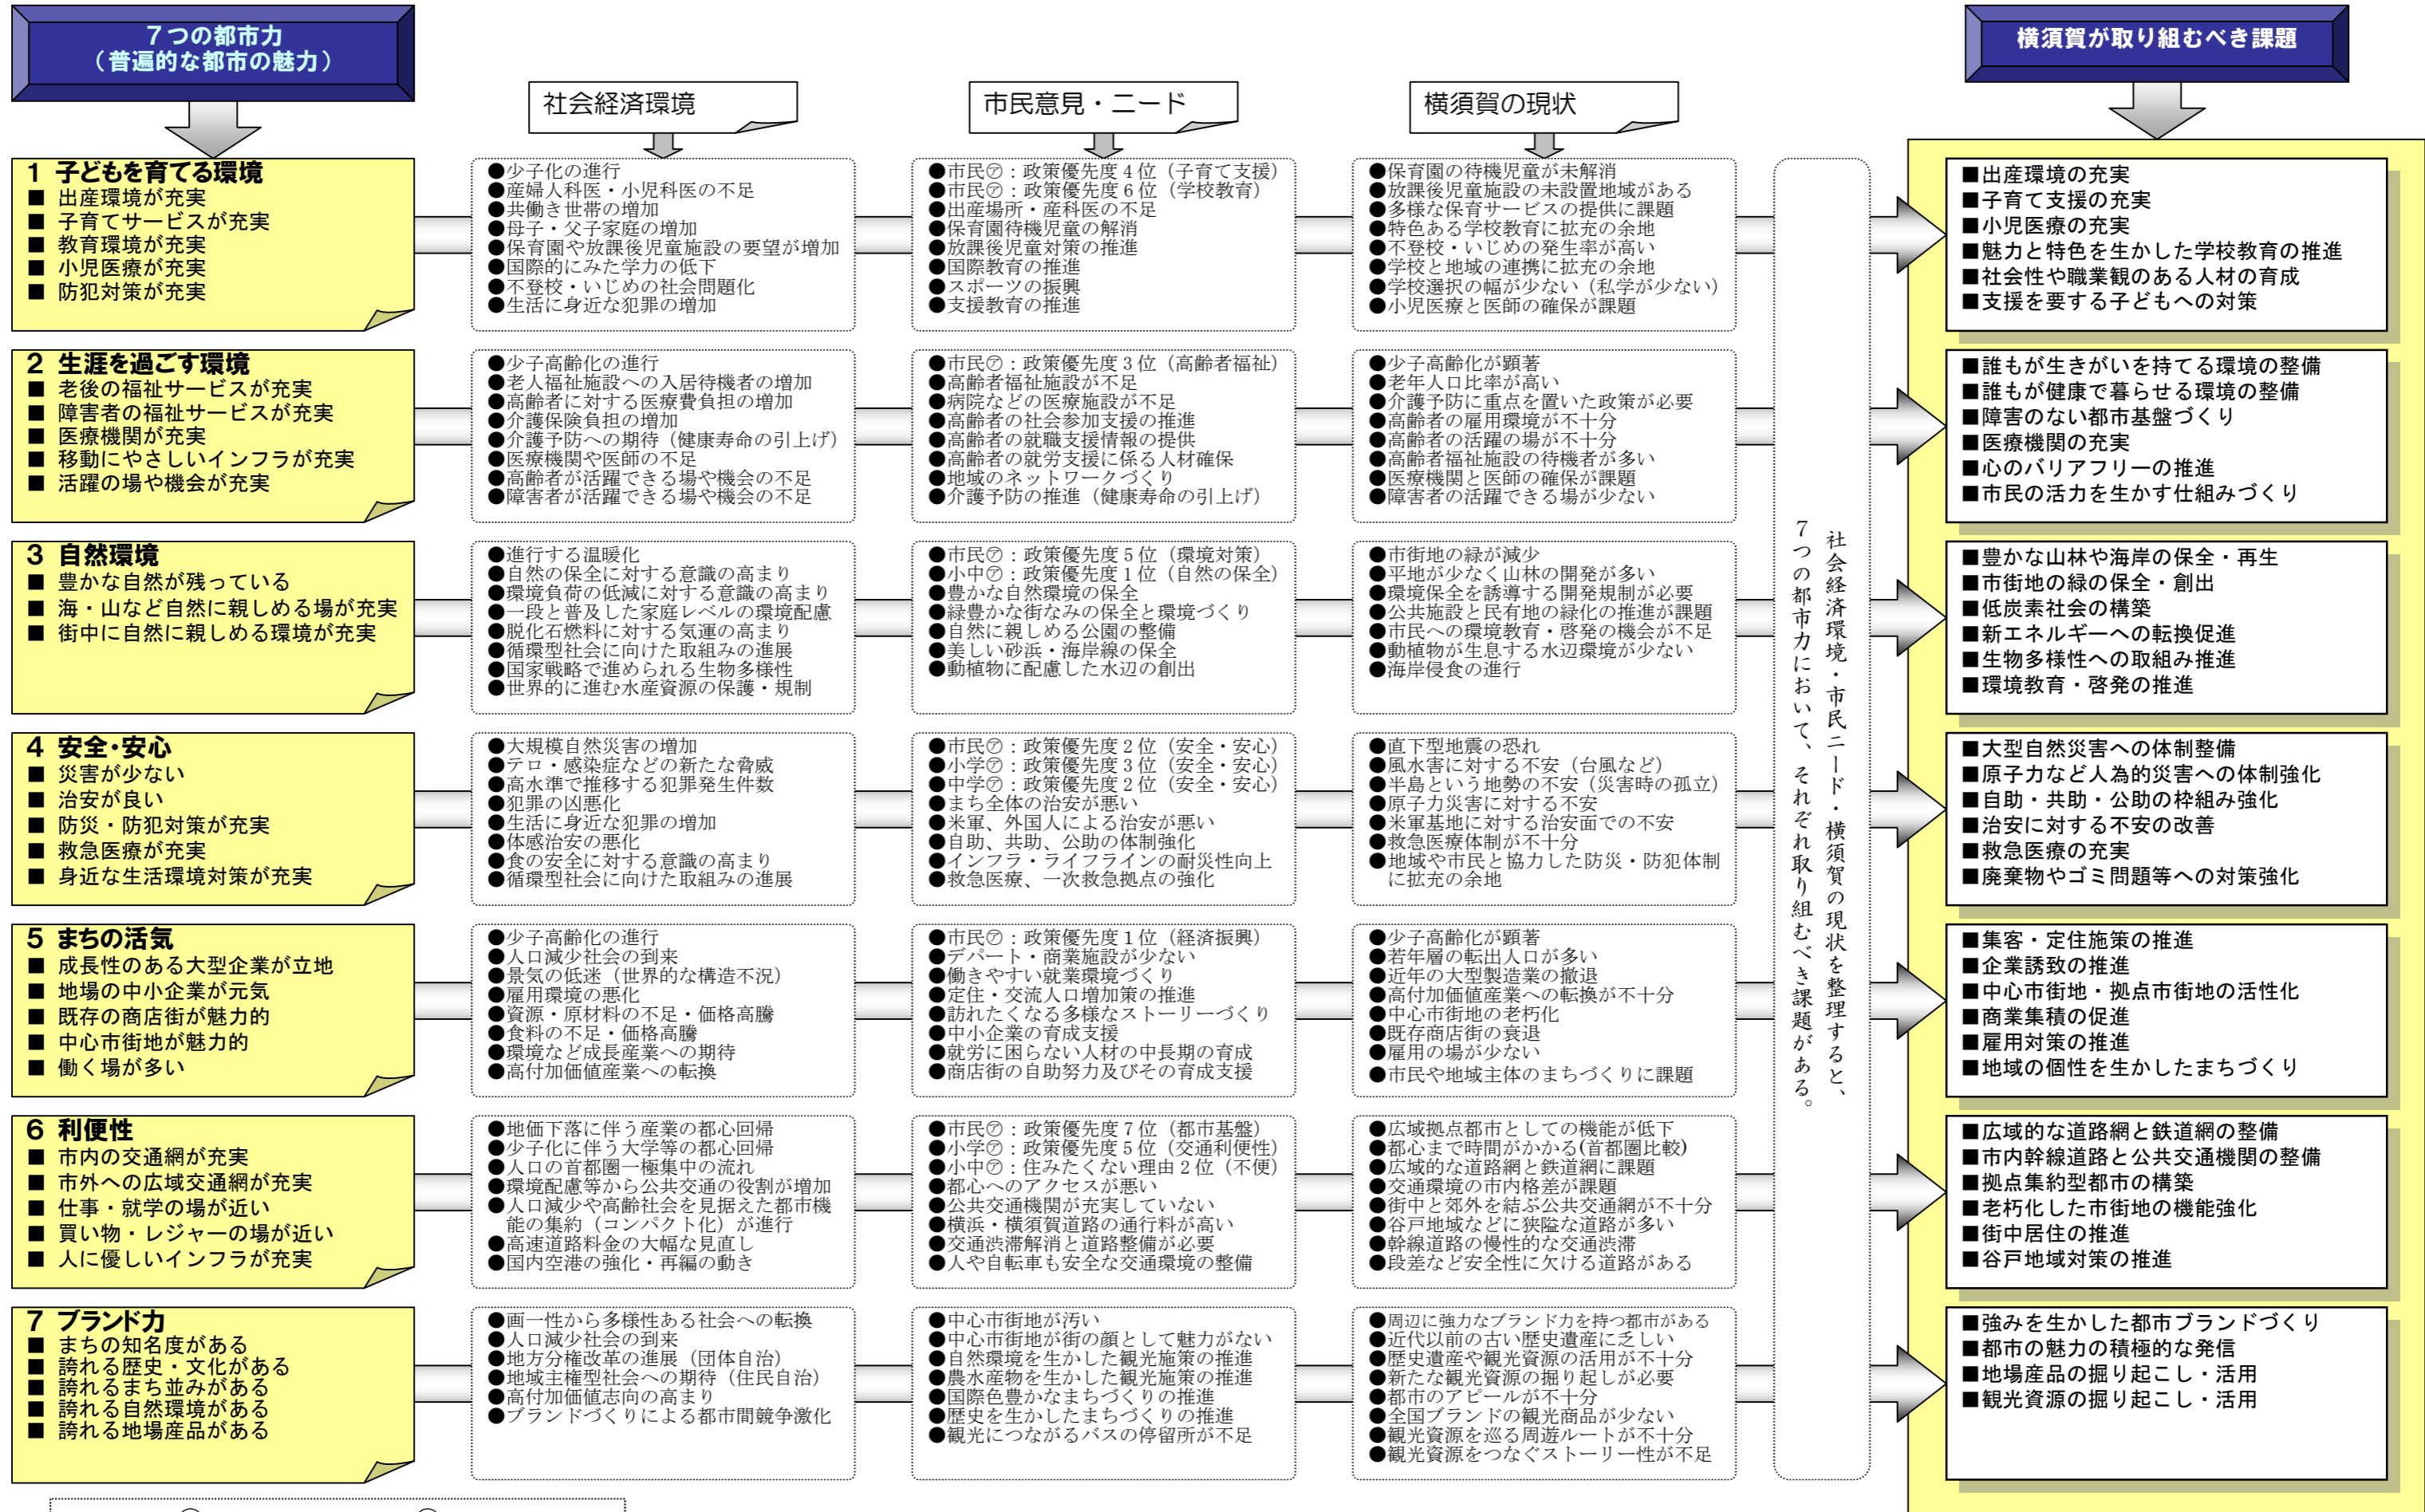 7つの都市力
（普遍的な都市の魅力）
横須賀が取り組むべき課題
社会経済環境
市民意見・ニード
横須賀の現状
1 子どもを育てる環境
■ 出産環境が充実
■ 子育てサービスが充実
■ 教育環境が充実
■ 小児医療が充実
■ 防犯対策が充実
●少子化の進行
●産婦人科医・小児科医の不足
●共働き世帯の増加
●母子・父子家庭の増加
●保育園や放課後児童施設の要望が増加
●国際的にみた学力の低下
●不登校・いじめの社会問題化
●生活に身近な犯罪の増加
●市民㋐：政策優先度4位（子育て支援）
●市民㋐：政策優先度6位（学校教育）
●出産場所・産科医の不足
●保育園待機児童の解消
●放課後児童対策の推進
●国際教育の推進
●スポーツの振興
●支援教育の推進
●保育園の待機児童が未解消
●放課後児童施設の未設置地域がある
●多様な保育サービスの提供に課題
●特色ある学校教育に拡充の余地
●不登校・いじめの発生率が高い
●学校と地域の連携に拡充の余地
●学校選択の幅が少ない（私学が少ない）
●小児医療と医師の確保が課題
■出産環境の充実
■子育て支援の充実
■小児医療の充実
■魅力と特色を生かした学校教育の推進
■社会性や職業観のある人材の育成
■支援を要する子どもへの対策
2 生涯を過ごす環境
■ 老後の福祉サービスが充実
■ 障害者の福祉サービスが充実
■ 医療機関が充実
■ 移動にやさしいインフラが充実
■ 活躍の場や機会が充実
●少子高齢化の進行
●老人福祉施設への入居待機者の増加
●高齢者に対する医療費負担の増加
●介護保険負担の増加
●介護予防への期待（健康寿命の引上げ）
●医療機関や医師の不足
●高齢者が活躍できる場や機会の不足
●障害者が活躍できる場や機会の不足
●市民㋐：政策優先度3位（高齢者福祉）
●高齢者福祉施設が不足
●病院などの医療施設が不足
●高齢者の社会参加支援の推進
●高齢者の就職支援情報の提供
●高齢者の就労支援に係る人材確保
●地域のネットワークづくり
●介護予防の推進（健康寿命の引上げ）
●少子高齢化が顕著
●老年人口比率が高い
●介護予防に重点を置いた政策が必要
●高齢者の雇用環境が不十分
●高齢者の活躍の場が不十分
●高齢者福祉施設の待機者が多い
●医療機関と医師の確保が課題
●障害者の活躍できる場が少ない
■誰もが生きがいを持てる環境の整備
■誰もが健康で暮らせる環境の整備
■障害のない都市基盤づくり
■医療機関の充実
■心のバリアフリーの推進
■市民の活力を生かす仕組みづくり
3 自然環境
■ 豊かな自然が残っている
■ 海・山など自然に親しめる場が充実
■ 街中に自然に親しめる環境が充実
●進行する温暖化
●自然の保全に対する意識の高まり
●環境負荷の低減に対する意識の高まり
●一段と普及した家庭レベルの環境配慮
●脱化石燃料に対する気運の高まり
●循環型社会に向けた取組みの進展
●国家戦略で進められる生物多様性
●世界的に進む水産資源の保護・規制
●市民㋐：政策優先度5位（環境対策）
●小中㋐：政策優先度1位（自然の保全）
●豊かな自然環境の保全
●緑豊かな街なみの保全と環境づくり
●自然に親しめる公園の整備
●美しい砂浜・海岸線の保全
●動植物に配慮した水辺の創出
●市街地の緑が減少
●平地が少なく山林の開発が多い
●環境保全を誘導する開発規制が必要
●公共施設と民有地の緑化の推進が課題
●市民への環境教育・啓発の機会が不足
●動植物が生息する水辺環境が少ない
●海岸侵食の進行
■豊かな山林や海岸の保全・再生
■市街地の緑の保全・創出
■低炭素社会の構築
■新エネルギーへの転換促進
■生物多様性への取組み推進
■環境教育・啓発の推進
4 安全・安心
■ 災害が少ない
■ 治安が良い
■ 防災・防犯対策が充実
■ 救急医療が充実
■ 身近な生活環境対策が充実
●大規模自然災害の増加
●テロ・感染症などの新たな脅威
●高水準で推移する犯罪発生件数
●犯罪の凶悪化
●生活に身近な犯罪の増加
●体感治安の悪化
●食の安全に対する意識の高まり
●循環型社会に向けた取組みの進展
●市民㋐：政策優先度2位（安全・安心）
●小学㋐：政策優先度3位（安全・安心）
●中学㋐：政策優先度2位（安全・安心）
●まち全体の治安が悪い
●米軍、外国人による治安が悪い
●自助、共助、公助の体制強化
●インフラ・ライフラインの耐災性向上
●救急医療、一次救急拠点の強化
●直下型地震の恐れ
●風水害に対する不安（台風など）
●半島という地勢の不安（災害時の孤立）
●原子力災害に対する不安
●米軍基地に対する治安面での不安
●救急医療体制が不十分
●地域や市民と協力した防災・防犯体制
に拡充の余地
■大型自然災害への体制整備
■原子力など人為的災害への体制強化
■自助・共助・公助の枠組み強化
■治安に対する不安の改善
■救急医療の充実
■廃棄物やゴミ問題等への対策強化
5 まちの活気
■ 成長性のある大型企業が立地
■ 地場の中小企業が元気
■ 既存の商店街が魅力的
■ 中心市街地が魅力的
■ 働く場が多い
●少子高齢化の進行
●人口減少社会の到来
●景気の低迷（世界的な構造不況）
●雇用環境の悪化
●資源・原材料の不足・価格高騰
●食料の不足・価格高騰
●環境など成長産業への期待
●高付加価値産業への転換
●市民㋐：政策優先度1位（経済振興）
●デパート・商業施設が少ない
●働きやすい就業環境づくり
●定住・交流人口増加策の推進
●訪れたくなる多様なストーリーづくり
●中小企業の育成支援
●就労に困らない人材の中長期の育成
●商店街の自助努力及びその育成支援
●少子高齢化が顕著
●若年層の転出人口が多い
●近年の大型製造業の撤退
●高付加価値産業への転換が不十分
●中心市街地の老朽化
●既存商店街の衰退
●雇用の場が少ない
●市民や地域主体のまちづくりに課題
■集客・定住施策の推進
■企業誘致の推進
■中心市街地・拠点市街地の活性化
■商業集積の促進
■雇用対策の推進
■地域の個性を生かしたまちづくり
6 利便性
■ 市内の交通網が充実
■ 市外への広域交通網が充実
■ 仕事・就学の場が近い
■ 買い物・レジャーの場が近い
■ 人に優しいインフラが充実
●地価下落に伴う産業の都心回帰
●少子化に伴う大学等の都心回帰
●人口の首都圏一極集中の流れ
●環境配慮等から公共交通の役割が増加
●人口減少や高齢社会を見据えた都市機
能の集約（コンパクト化）が進行
●高速道路料金の大幅な見直し
●国内空港の強化・再編の動き
●市民㋐：政策優先度7位（都市基盤）
●小学㋐：政策優先度5位（交通利便性）
●小中㋐：住みたくない理由2位（不便）
●都心へのアクセスが悪い
●公共交通機関が充実していない
●横浜・横須賀道路の通行料が高い
●交通渋滞解消と道路整備が必要
●人や自転車も安全な交通環境の整備
●広域拠点都市としての機能が低下
●都心まで時間がかかる(首都圏比較)
●広域的な道路網と鉄道網に課題
●交通環境の市内格差が課題
●街中と郊外を結ぶ公共交通網が不十分
●谷戸地域などに狭隘な道路が多い
●幹線道路の慢性的な交通渋滞
●段差など安全性に欠ける道路がある
■広域的な道路網と鉄道網の整備
■市内幹線道路と公共交通機関の整備
■拠点集約型都市の構築
■老朽化した市街地の機能強化
■街中居住の推進
■谷戸地域対策の推進
7 ブランド力
■ まちの知名度がある
■ 誇れる歴史・文化がある
■ 誇れるまち並みがある
■ 誇れる自然環境がある
■ 誇れる地場産品がある
●画一性から多様性ある社会への転換
●人口減少社会の到来
●地方分権改革の進展（団体自治）
●地域主権型社会への期待（住民自治）
●高付加価値志向の高まり
●ブランドづくりによる都市間競争激化
●中心市街地が汚い
●中心市街地が街の顔として魅力がない
●自然環境を生かした観光施策の推進
●農水産物を生かした観光施策の推進
●国際色豊かなまちづくりの推進
●歴史を生かしたまちづくりの推進
●観光につながるバスの停留所が不足
●周辺に強力なブランド力を持つ都市がある
●近代以前の古い歴史遺産に乏しい
●歴史遺産や観光資源の活用が不十分
●新たな観光資源の掘り起しが必要
●都市のアピールが不十分
●全国ブランドの観光商品が少ない
●観光資源を巡る周遊ルートが不十分
●観光資源をつなぐストーリー性が不足
■強みを生かした都市ブランドづくり
■都市の魅力の積極的な発信
■地場産品の掘り起こし・活用
■観光資源の掘り起こし・活用
社会経済環境・市民ニード・横須賀の現状を整理すると、
7つの都市力において、それぞれ取り組むべき課題がある。